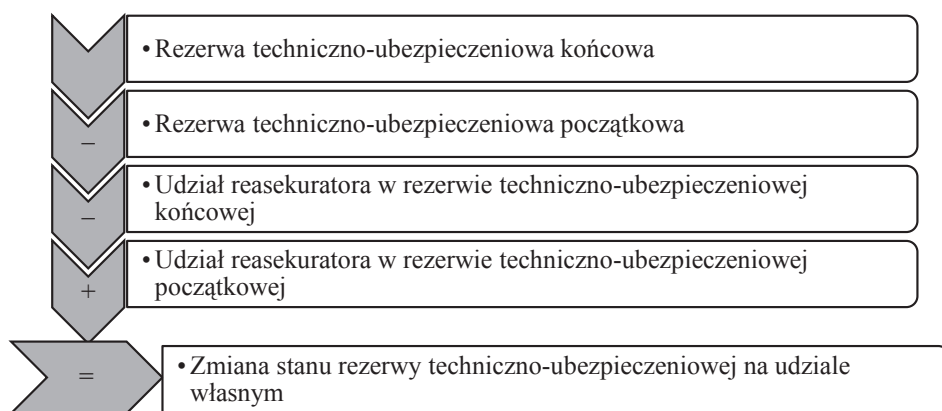 • Rezerwa techniczno-ubezpieczeniowa końcowa
–
• Rezerwa techniczno-ubezpieczeniowa początkowa
–
• Udział reasekuratora w rezerwie techniczno-ubezpieczeniowej
końcowej
+
• Udział reasekuratora w rezerwie techniczno-ubezpieczeniowej
początkowej
=
• Zmiana stanu rezerwy techniczno-ubezpieczeniowej na udziale
własnym